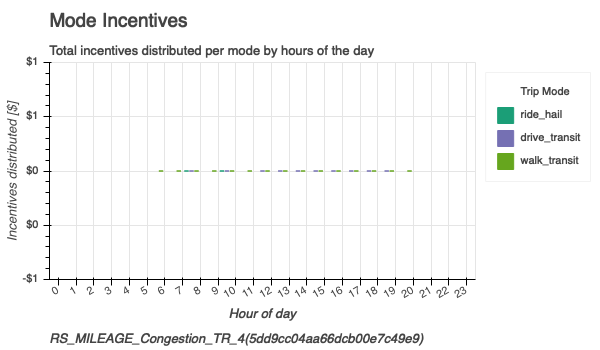 Mode Incentives
Total incentives distributed per mode by hours of the day
$1
$1
$0
$0
-$1
Incentives distributed [$]
0 1 2 3 4 5 6 7 8 9 10 11 12 13 14 15 16 17 18 19 20 21 22 23
Hour of day
Trip Mode
ride_hail
drive_transit
walk_transit
RS_MILEAGE_Congestion_TR_4(5dd9cc04aa66dcb00e7c49e9)